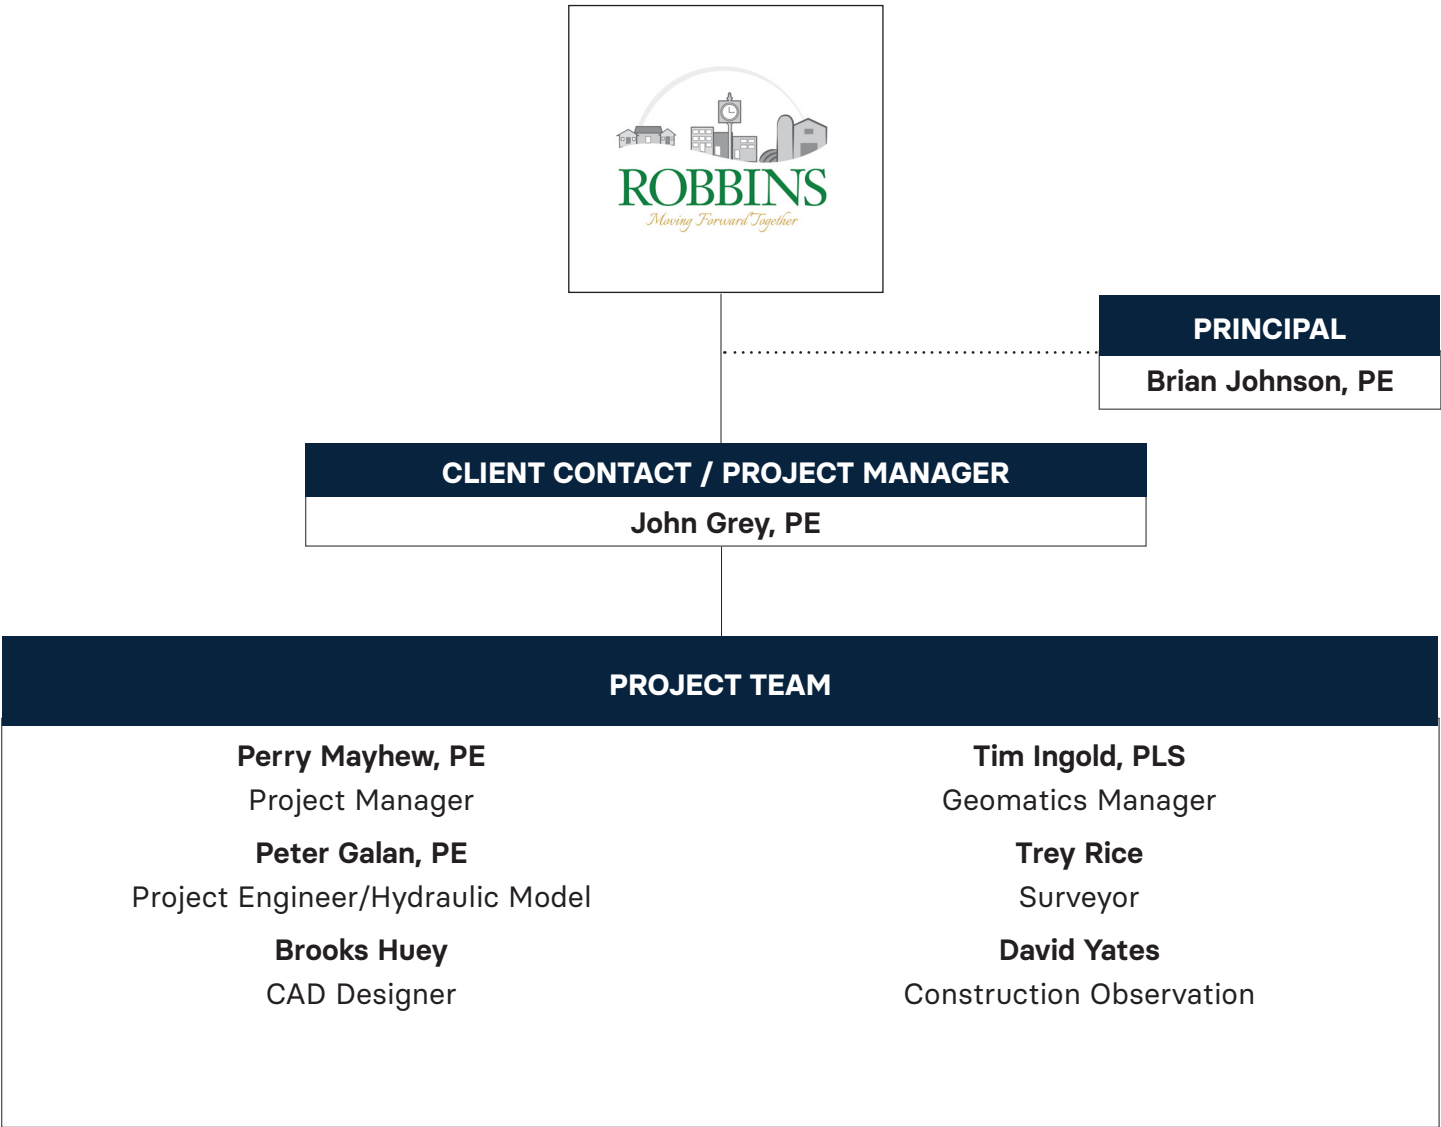 ROBBINS
Moving Forward Together
PRINCIPAL
Brian Johnson, PE
CLIENT CONTACT / PROJECT MANAGER
John Grey, PE
PROJECT TEAM
Perry Mayhew, PE
Project Manager
Peter Galan, PE
Project Engineer/Hydraulic Model
Brooks Huey
CAD Designer
Tim Ingold, PLS
Geomatics Manager
Trey Rice
Surveyor
David Yates
Construction Observation